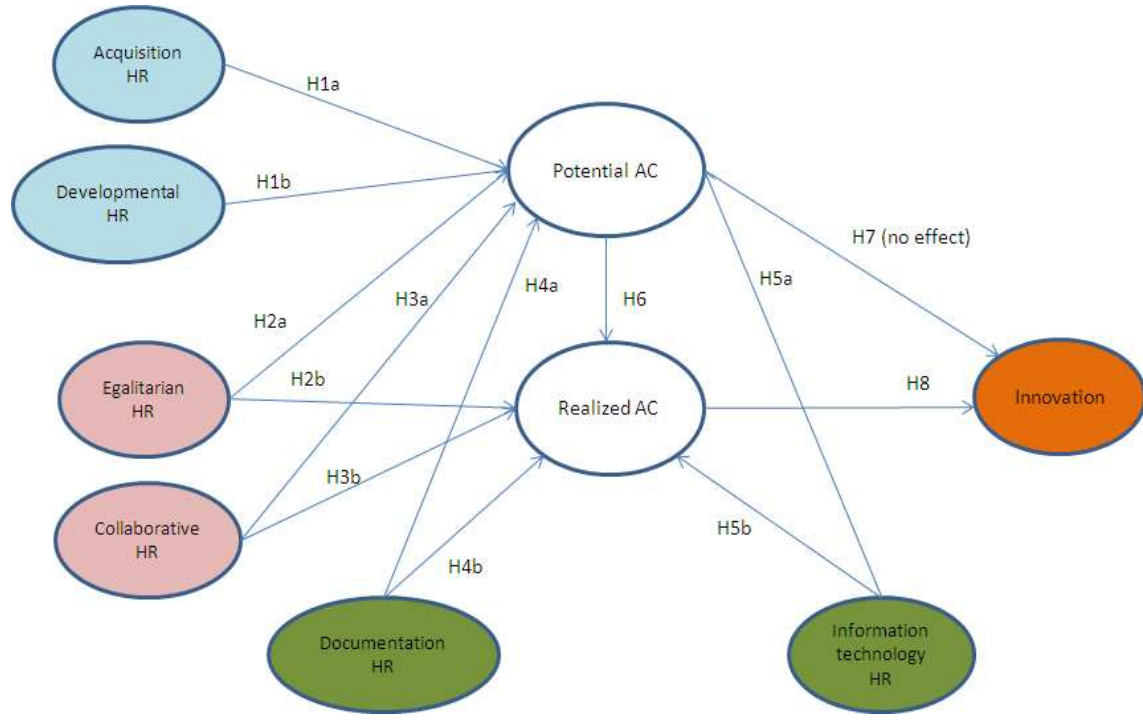 Acquisition
HR
H1a
Developmental
HR
H1b
Potential AC
H7 (no effect)
H2a
H3a
H4a
H5a
H6
Egalitarian
HR
H2b
Realized AC
H8
Innovation
Collaborative
HR
H3b
H4b
H5b
Documentation
HR
Information
technology
HR